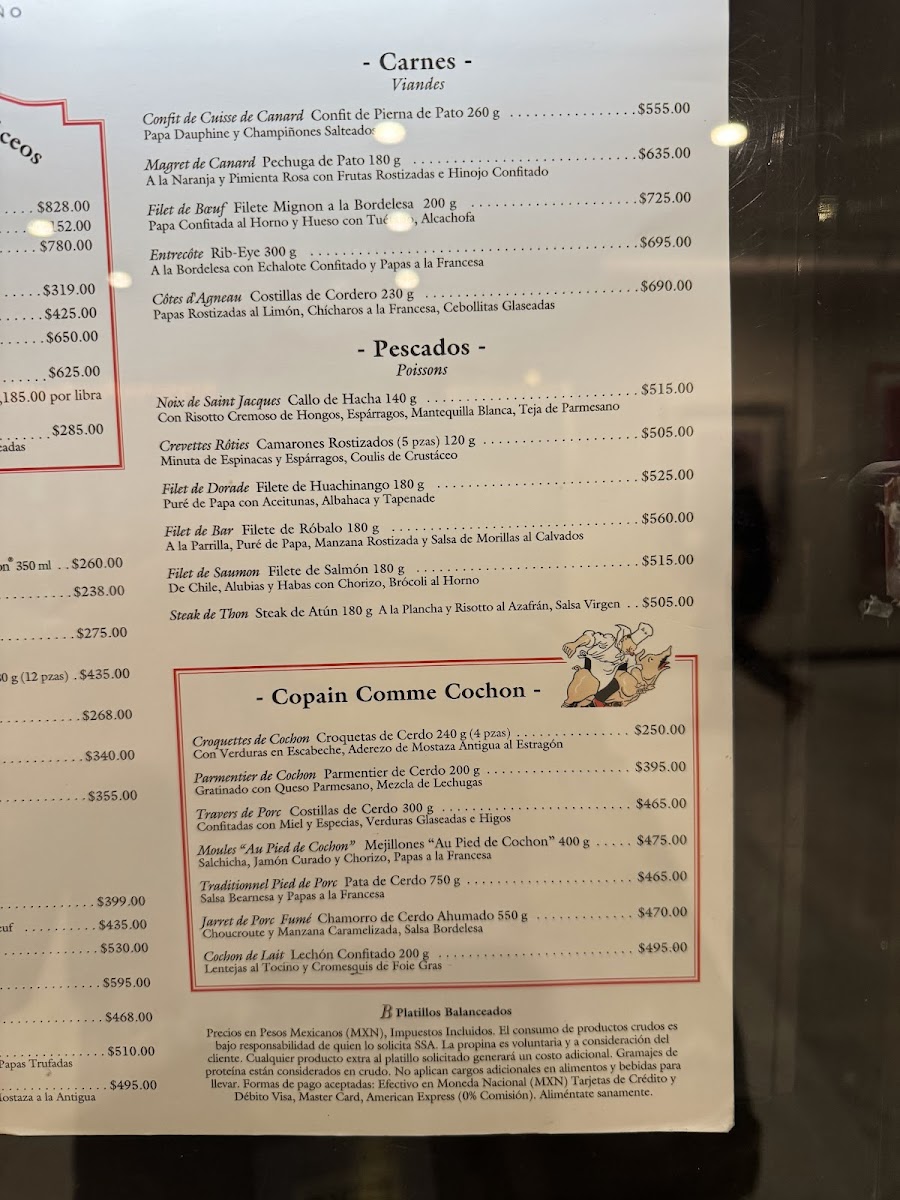 ÑO
ceos
.... $828.00
152.00
.... $780.00
..... $319.00
...... $425.00
...... $650.00
...... $625.00
,185.00 por libra
....... $285.00
cadas
on® 350 ml .. $260.00
......... $238.00
.......... $275.00
0 g (12 pzas) . $435.00
........... $268.00
........... $340.00
........... $355.00
............ $399.00
œuf .......... $435.00
............. $530.00
............. $595.00
............. $468.00
............. $510.00
Papas Trufadas
............. $495.00
Mostaza a la Antigua
- Carnes -
Viandes
Confit de Cuisse de Canard Confit de Pierna de Pato 260 g ................ $555.00
Papa Dauphine y Champiñones Salteados
Magret de Canard Pechuga de Pato 180 g ............................ $635.00
A la Naranja y Pimienta Rosa con Frutas Rostizadas e Hinojo Confitado
Filet de Bœuf Filete Mignon a la Bordelesa 200 g ........................ $725.00
Papa Confitada al Horno y Hueso con , Alcachofa
Entrecôte Rib-Eye 300 g ......................................... $695.00
A la Bordelesa con Echalote Confitado y Papas a la Francesa
Côtes d'Agneau Costillas de Cordero 230 g ........................... $690.00
Papas Rostizadas al Limón, Chícharos a la Francesa, Cebollitas Glaseadas
- Pescados -
Poissons
Noix de Saint Jacques Callo de Hacha 140 g ........................... $515.00
Con Risotto Cremoso de Hongos, Espárragos, Mantequilla Blanca, Teja de Parmesano
Crevettes Rôties Camarones Rostizados (5 pzas) 120 g .................... $505.00
Minuta de Espinacas y Espárragos, Coulis de Crustáceo
Filet de Dorade Filete de Huachinango 180 g .......................... $525.00
Puré de Papa con Aceitunas, Albahaca y Tapenade
Filet de Bar Filete de Róbalo 180 g ................................ $560.00
A la Parrilla, Puré de Papa, Manzana Rostizada y Salsa de Morillas al Calvados
Filet de Saumon Filete de Salmón 180 g ............................. $515.00
De Chile, Alubias y Habas con Chorizo, Brócoli al Horno
Steak de Thon Steak de Atún 180 g A la Plancha y Risotto al Azafrán, Salsa Virgen .. $505.00
- Copain Comme Cochon -
Croquettes de Cochon Croquetas de Cerdo 240 g (4 pzas) .............. $250.00
Con Verduras en Escabeche, Aderezo de Mostaza Antigua al Estragón
Parmentier de Cochon Parmentier de Cerdo 200 g .................. $395.00
Gratinado con Queso Parmesano, Mezcla de Lechugas
Travers de Porc Costillas de Cerdo 300 g ........................ $465.00
Confitadas con Miel y Especias, Verduras Glaseadas e Higos
Moules "Au Pied de Cochon" Mejillones "Au Pied de Cochon" 400 g ..... $475.00
Salchicha, Jamón Curado y Chorizo, Papas a la Francesa
Traditionnel Pied de Porc Pata de Cerdo 750 g ..................... $465.00
Salsa Bearnesa y Papas a la Francesa
Jarret de Porc Fumé Chamorro de Cerdo Ahumado 550 g ............ $470.00
Choucroute y Manzana Caramelizada, Salsa Bordelesa
Cochon de Lait Lechón Confitado 200 g ......................... $495.00
Lentejas al Tocino y Cromesquis de Foie Gras
B Platillos Balanceados
Precios en Pesos Mexicanos (MXN), Impuestos Incluidos. El consumo de productos crudos es
bajo responsabilidad de quien lo solicita SSA. La propina es voluntaria y a consideración del
cliente. Cualquier producto extra al platillo solicitado generará un costo adicional. Gramajes de
proteína están considerados en crudo. No aplican cargos adicionales en alimentos y bebidas para
llevar. Formas de pago aceptadas: Efectivo en Moneda Nacional (MXN) Tarjetas de Crédito y
Débito Visa, Master Card, American Express (0% Comisión). Aliméntate sanamente.